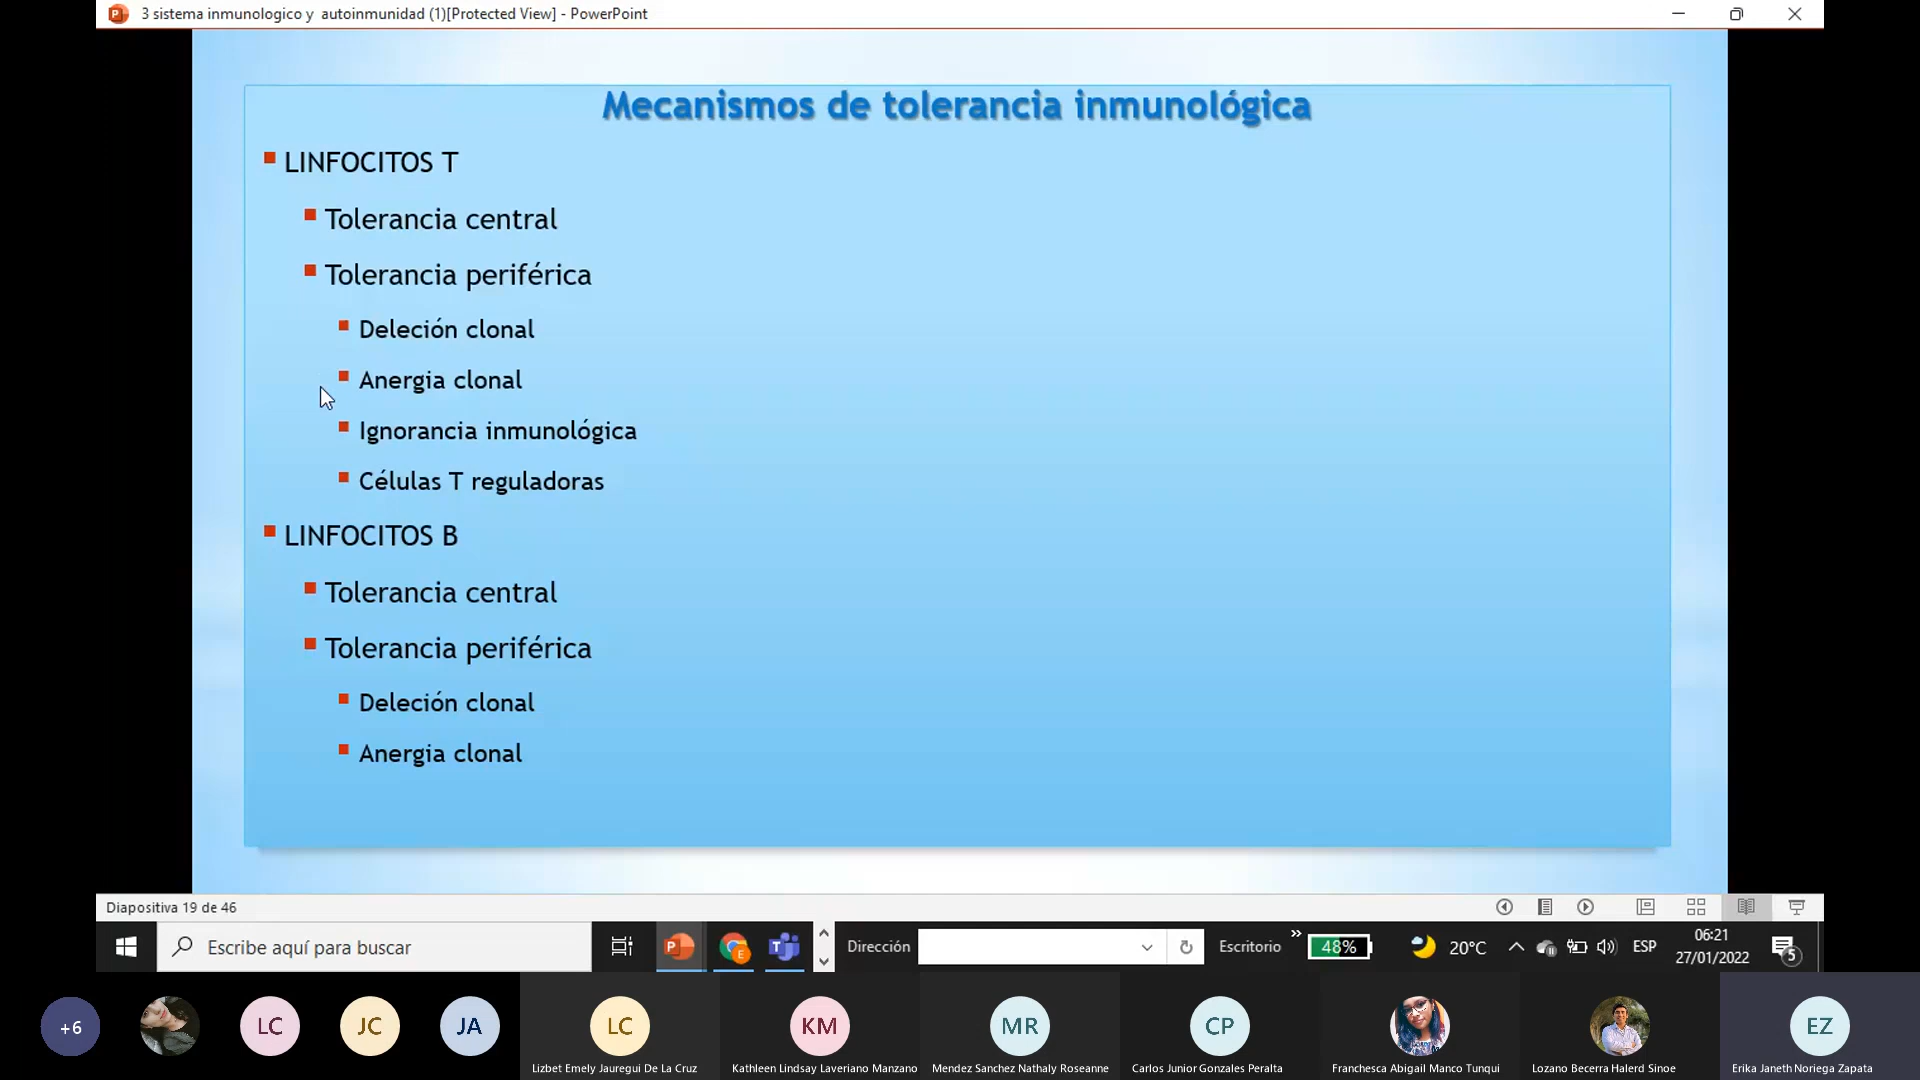 3 sistema inmunologico y  autoinmunidad (1)[Protected View] - PowerPoint
Mecanismos de tolerancia inmunológica
LINFOCITOS T
Tolerancia central
Tolerancia periférica
Deleción clonal
Anergia clonal
Ignorancia inmunológica
Células T reguladoras
LINFOCITOS B
Tolerancia central
Tolerancia periférica
Deleción clonal
Anergia clonal
Diapositiva 19 de 46
Escribe aquí para buscar
Dirección
Escritorio
48%
20°C
ESP
06:21
27/01/2022
5
+6
LC
JC
JA
LC
KM
MR
CP
EZ
Lizbet Emely Jauregui De La Cruz
Kathleen Lindsay Laveriano Manzano
Mendez Sanchez Nathaly Roseanne
Carlos Junior Gonzales Peralta
Franchesca Abigail Manco Tunqui
Lozano Becerra Halerd Sinoe
Erika Janeth Noriega Zapata